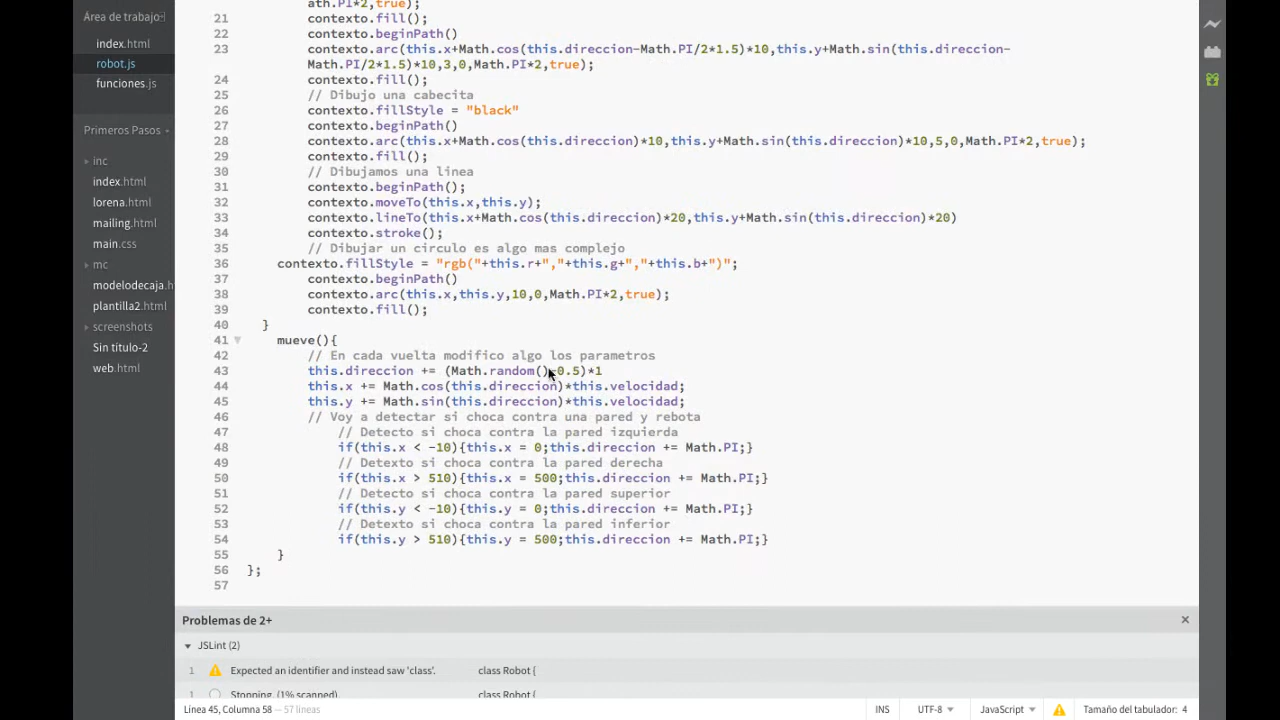 Área de trabajo
index.html
robot.js
funciones.js
Primeros Pasos
inc
index.html
lorena.html
mailing.html
main.css
mc
modelodecaja.h
plantilla2.html
screenshots
Sin titulo-2
web.html
ath.PI*2,true);
21 contexto.fill();
22 contexto.beginPath()
23 contexto.arc(this.x+Math.cos(this.direccion-Math.PI/2*1.5)*10,this.y+Math.sin(this.direccion-
Math.PI/2*1.5)*10,3,0,Math.PI*2,true);
24 contexto.fill();
25 // Dibujo una cabecita
26 contexto.fillStyle = "black"
27 contexto.beginPath()
28 contexto.arc(this.x+Math.cos(this.direccion)*10,this.y+Math.sin(this.direccion)*10,5,0,Math.PI*2,true);
29 contexto.fill();
30 // Dibujamos una linea
31 contexto.beginPath();
32 contexto.moveTo(this.x,this.y);
33 contexto.lineTo(this.x+Math.cos(this.direccion)*20,this.y+Math.sin(this.direccion)*20)
34 contexto.stroke();
35 // Dibujar un circulo es algo mas complejo
36 contexto.fillStyle = "rgb("+this.r+","+this.g+","+this.b+")";
37 contexto.beginPath()
38 contexto.arc(this.x,this.y,10,0,Math.PI*2,true);
39 contexto.fill();
40 }
41 mueve(){
42 // En cada vuelta modifico algo los parametros
43 this.direccion += (Math.random()-0.5)*1
44 this.x += Math.cos(this.direccion)*this.velocidad;
45 this.y += Math.sin(this.direccion)*this.velocidad;
46 // Voy a detectar si choca contra una pared y rebota
47 // Detecto si choca contra la pared izquierda
48 if(this.x < -10){this.x = 0;this.direccion += Math.PI;}
49 // Detexto si choca contra la pared derecha
50 if(this.x > 510){this.x = 500;this.direccion += Math.PI;}
51 // Detecto si choca contra la pared superior
52 if(this.y < -10){this.y = 0;this.direccion += Math.PI;}
53 // Detexto si choca contra la pared inferior
54 if(this.y > 510){this.y = 500;this.direccion += Math.PI;}
55 }
56 };
57
Problemas de 2+
JSLint (2)
1 Expected an identifier and instead saw 'class'. class Robot {
1 Stopping. (1% scanned). class Robot {
Línea 45, Columna 58 — 57 líneas INS UTF-8 JavaScript Tamaño del tabulador: 4